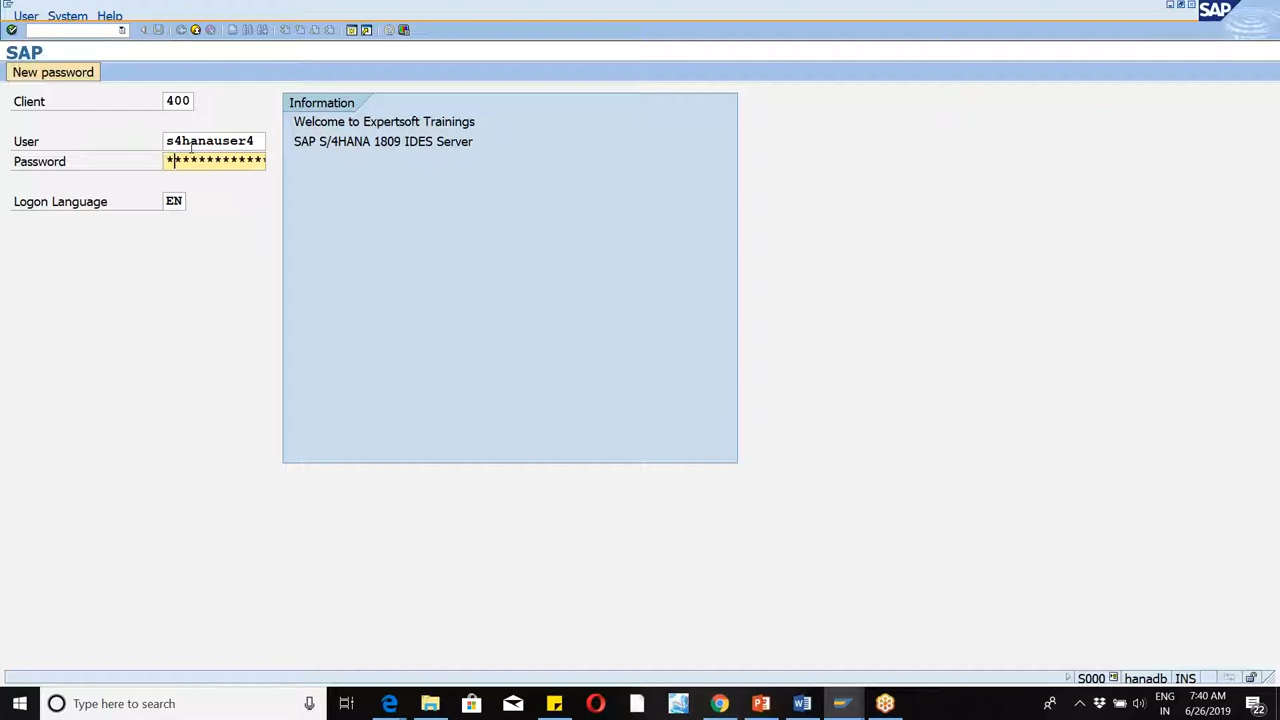 User System Help
SAP
SAP
New password
Client 400
Information
Welcome to Expertsoft Trainings
User s4hanauser4
SAP S/4HANA 1809 IDES Server
Password *************
Logon Language EN
S000 hanadb INS
Type here to search
ENG 7:40 AM
IN 6/26/2019 22